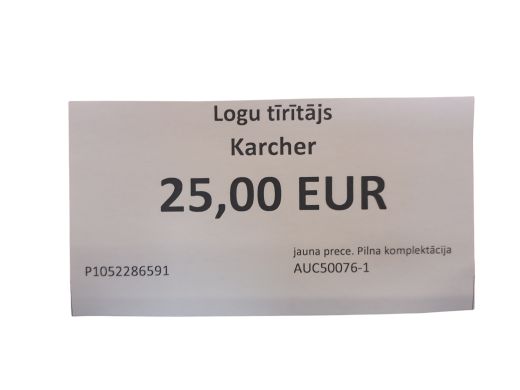 Logu tīrītājs
Karcher
25,00 EUR
jauna prece. Pilna komplektācija
P1052286591 AUC50076-1